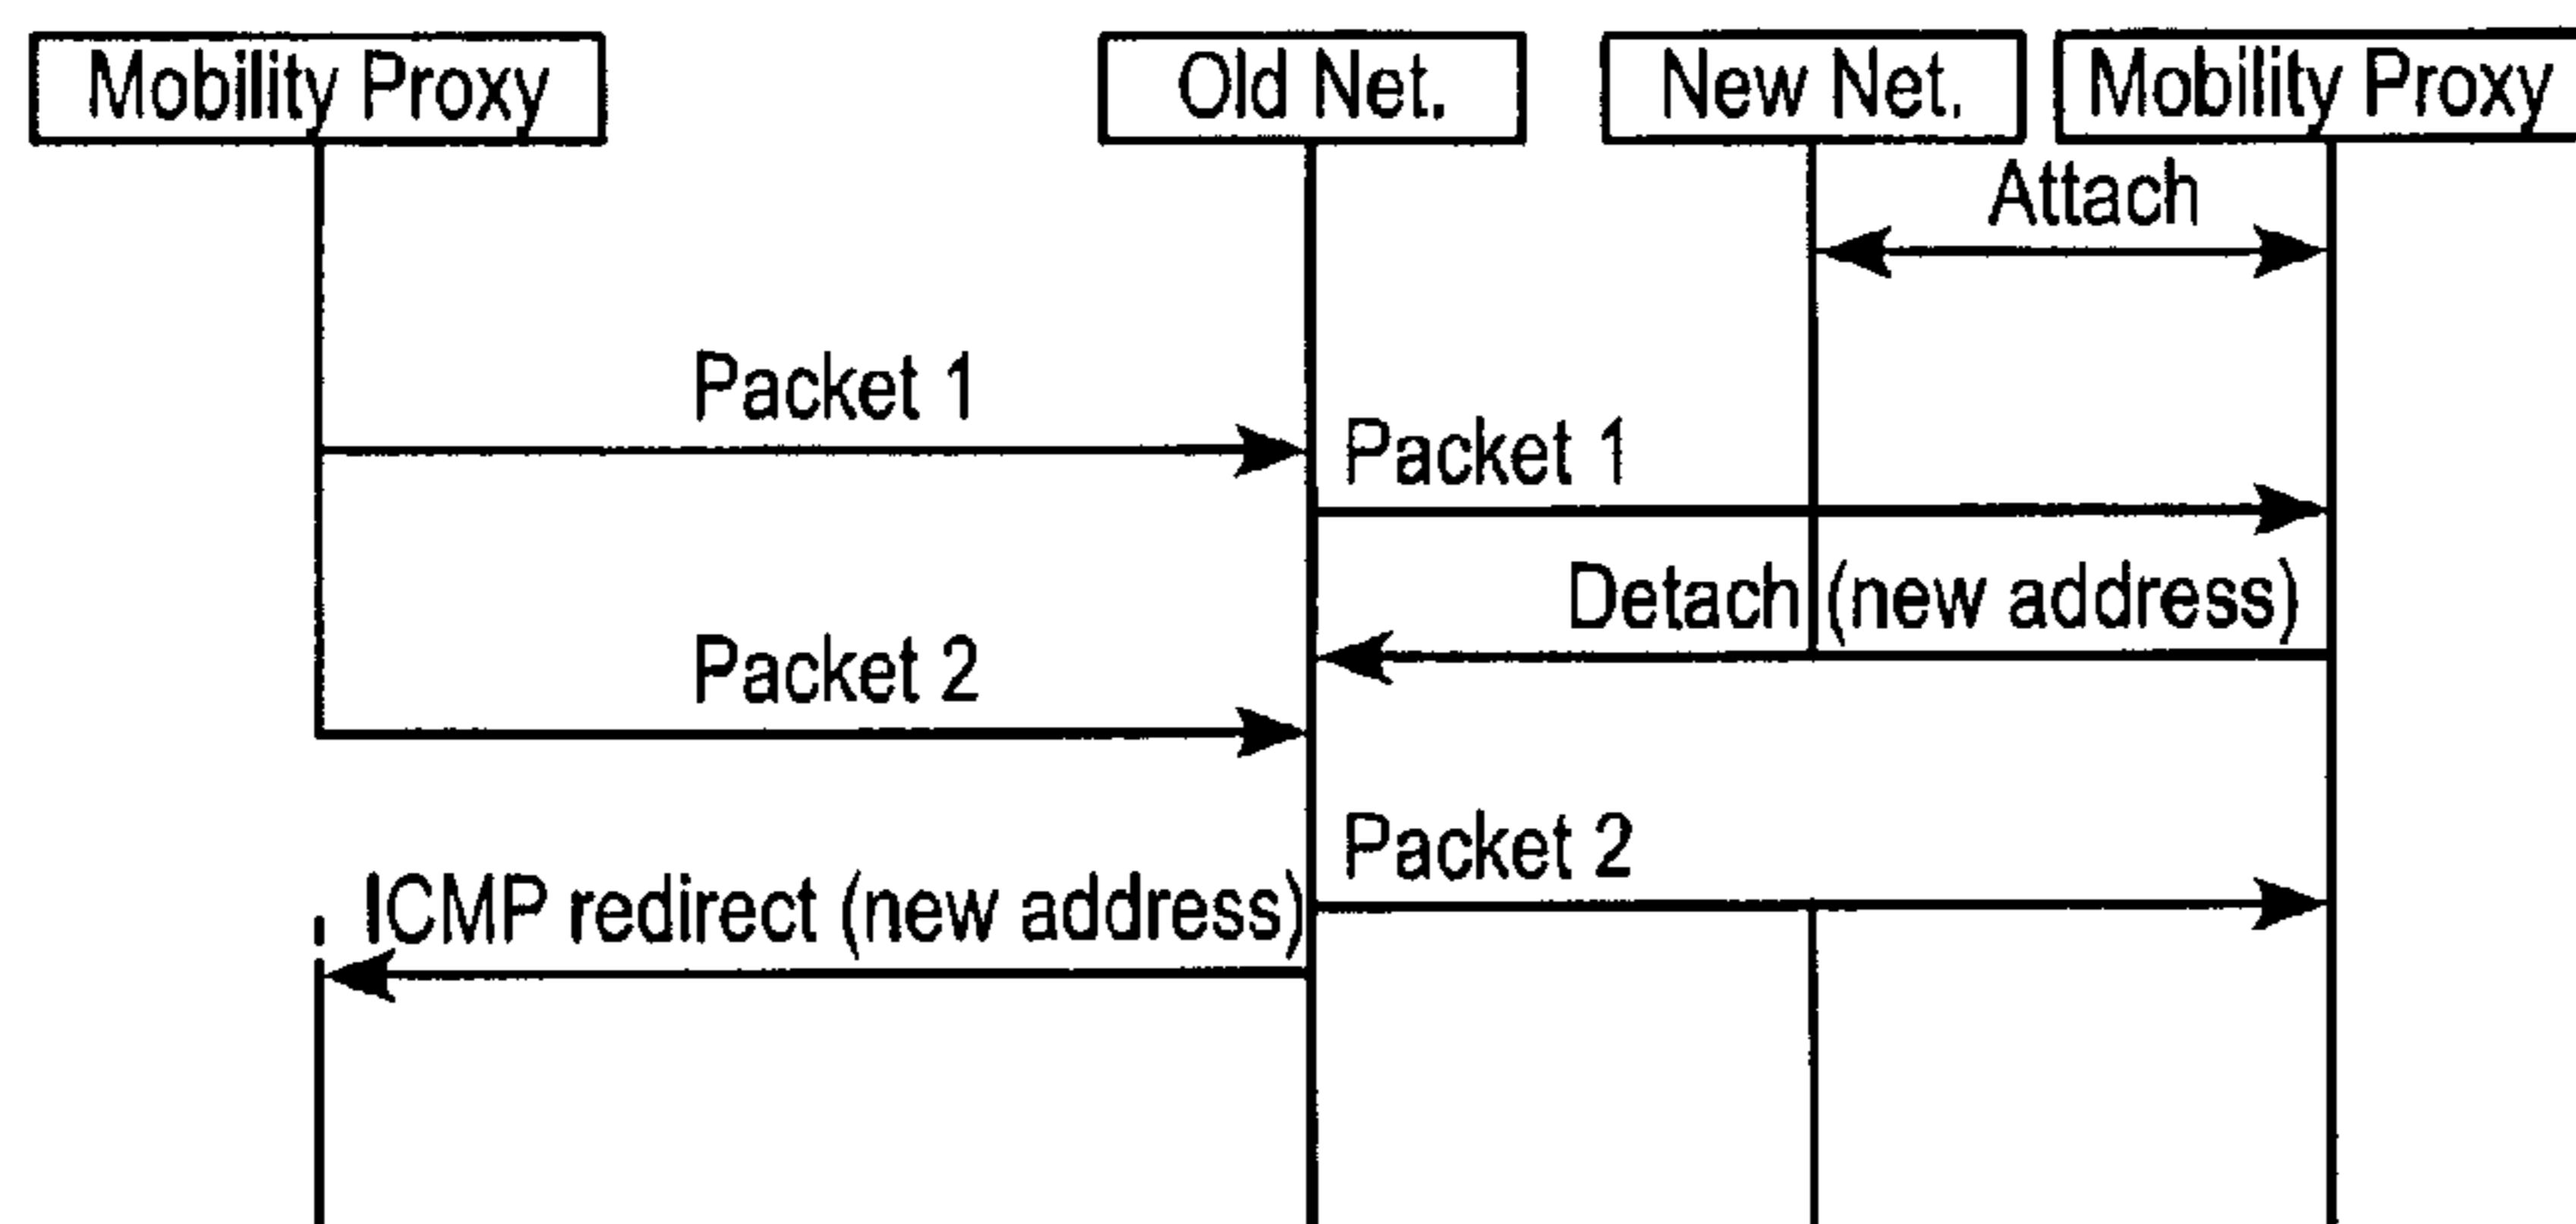 Mobility Proxy
Old Net.
New Net.
Mobility Proxy
Attach
Packet 1
Packet 1
Detach (new address)
Packet 2
Packet 2
ICMP redirect (new address)